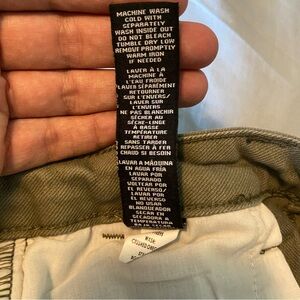 MACHINE WASH
COLD WITH
SEPARATELY
WASH INSIDE OUT
DO NOT BLEACH
TUMBLE DRY LOW
REMOVE PROMPTLY
WARM IRON
IF NEEDED
LAVER À LA
MACHINE À
L'EAU FROIDE
LAVER SÉPARÉMENT
RETOURNER
SUR L'ENVERS/
LAVER SUR
L'ENVERS
NE PAS BLANCHIR
SÉCHER AU
SÈCHE-LINGE
À BASSE
TEMPÉRATURE
RETIRER
SANS TARDER
REPASSER À FER
CHAUD SI BESOIN
LAVAR A MÁQUINA
EN AGUA FRÍA
LAVAR POR
SEPARADO
VOLTEAR POR
EL REVERSO
LAVAR POR
EL REVERSO
NO USAR
BLANQUEADOR
SECAR EN
SECADORA A
TEMPERATURA